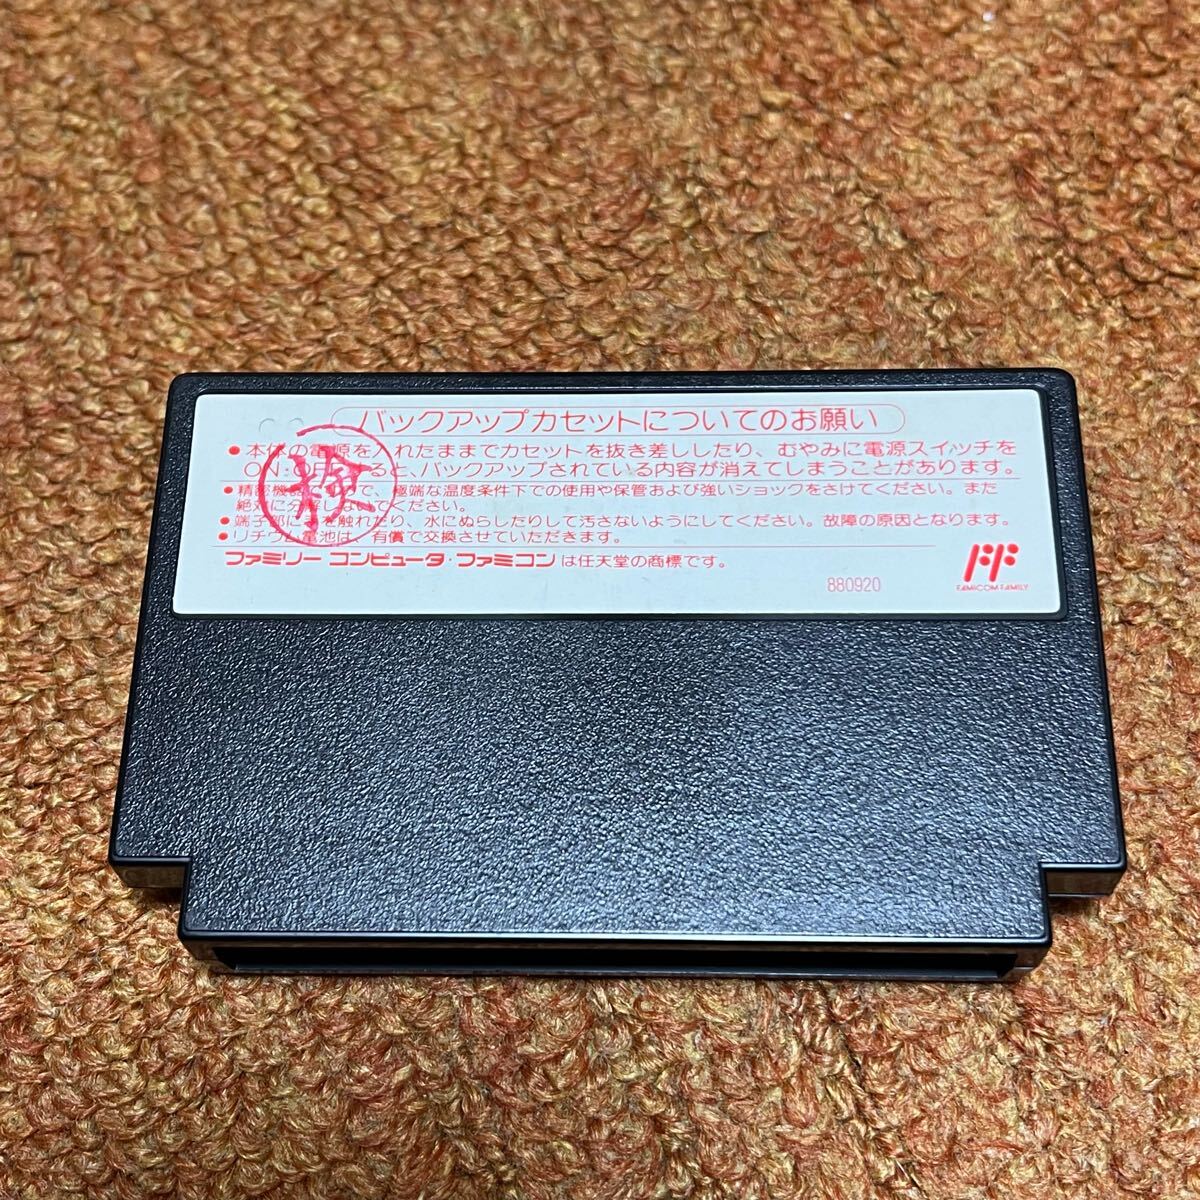 バックアップカセットについてのお願い
●本体の電源を入れたままでカセットを抜き差ししたり、むやみに電源スイッチを
ON・OFFすると、バックアップされている内容が消えてしまうことがあります。
●精密機器ですので、極端な温度条件下での使用や保管および強いショックをさけてください。また
絶対に分解しないでください。
●端子部に手を触れたり、水にぬらしたりして汚さないようにしてください。故障の原因となります。
●リチウム電池は、有償で交換させていただきます。
ファミリーコンピュータ・ファミコンは任天堂の商標です。
880920
FF
FAMICOM FAMILY
検